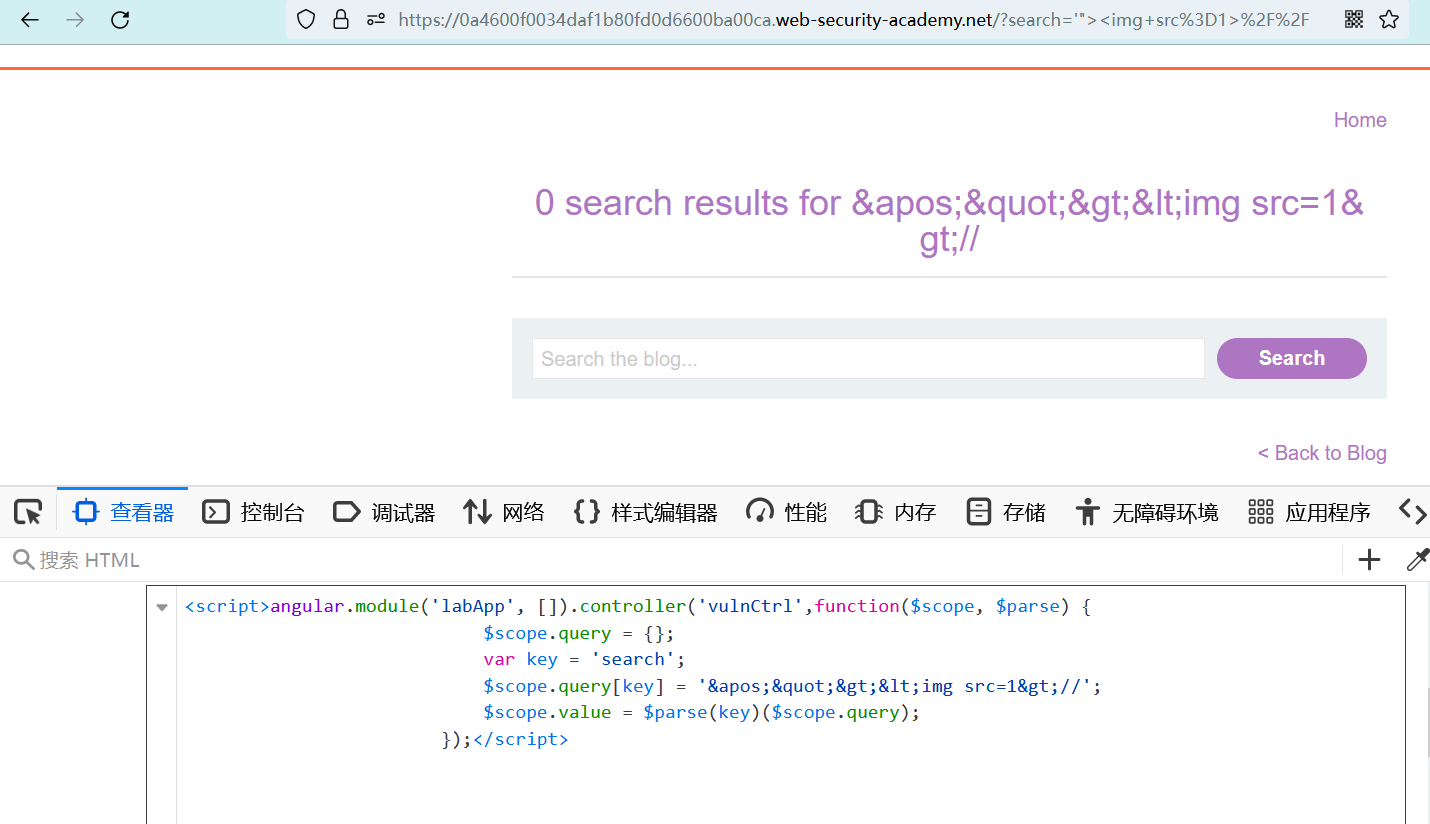 https://0a4600f0034daf1b80fd0d6600ba00ca.web-security-academy.net/?search='"><img+src%3D1>%2F%2F
Home
0 search results for &apos;&quot;&gt;&lt;img src=1&
gt;//
Search the blog...
Search
< Back to Blog
查看器 控制台 调试器 网络 样式编辑器 性能 内存 存储 无障碍环境 应用程序
搜索 HTML
<script>angular.module('labApp', []).controller('vulnCtrl',function($scope, $parse) {
$scope.query = {};
var key = 'search';
$scope.query[key] = '&apos;&quot;&gt;&lt;img src=1&gt;//';
$scope.value = $parse(key)($scope.query);
});</script>